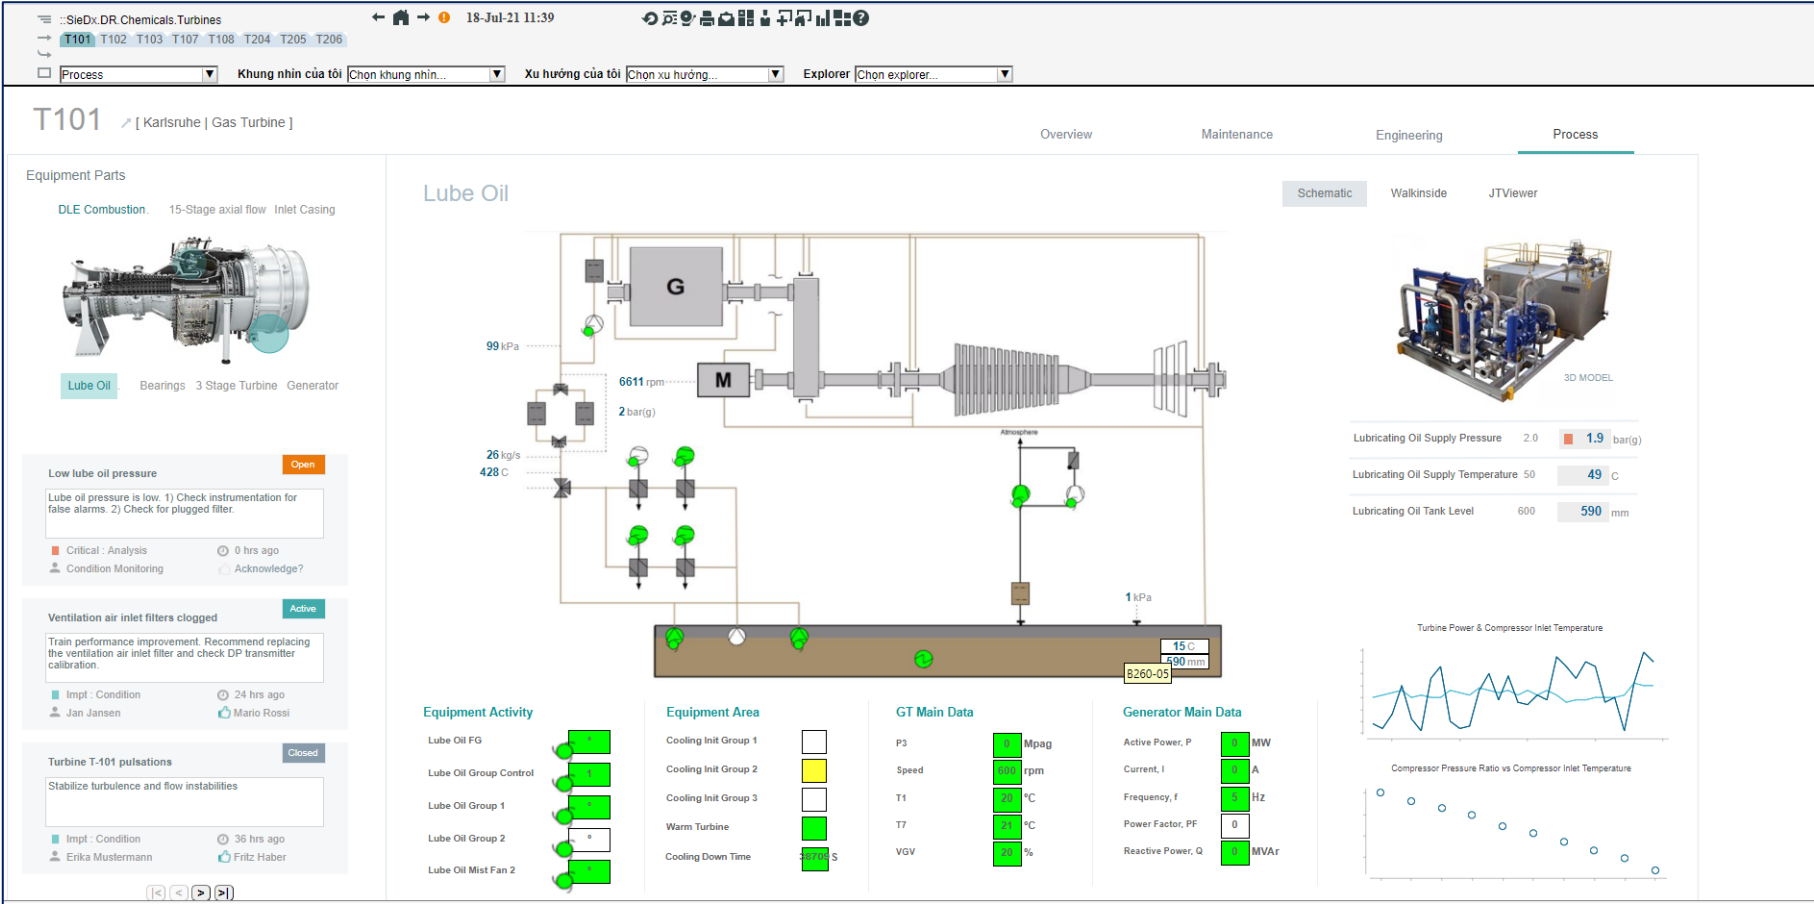 ::SieDx.DR.Chemicals.Turbines
18-Jul-21 11:39
T101 T102 T103 T107 T108 T204 T205 T206
Process Khung nhìn của tôi Chọn khung nhìn... Xu hướng của tôi Chọn xu hướng... Explorer Chọn explorer...
T101 [ Karlsruhe | Gas Turbine ]
Overview Maintenance Engineering Process
Equipment Parts
DLE Combustion. 15-Stage axial flow Inlet Casing
Lube Oil . Bearings 3 Stage Turbine Generator
Low lube oil pressure Open
Lube oil pressure is low. 1) Check instrumentation for
false alarms. 2) Check for plugged filter.
Critical : Analysis 0 hrs ago
Condition Monitoring Acknowledge?
Ventilation air inlet filters clogged Active
Train performance improvement. Recommend replacing
the ventilation air inlet filter and check DP transmitter
calibration.
Impt : Condition 24 hrs ago
Jan Jansen Mario Rossi
Turbine T-101 pulsations Closed
Stabilize turbulence and flow instabilities
Impt : Condition 36 hrs ago
Erika Mustermann Fritz Haber
|< < > >|
Lube Oil
Schematic Walkinside JTViewer
G
99 kPa
6611 rpm
M
2 bar(g)
26 kg/s
428 C
Atmosphere
1 kPa
15 C
590 mm
B260-05
3D MODEL
Lubricating Oil Supply Pressure 2.0 1.9 bar(g)
Lubricating Oil Supply Temperature 50 49 C
Lubricating Oil Tank Level 600 590 mm
Turbine Power & Compressor Inlet Temperature
Compressor Pressure Ratio vs Compressor Inlet Temperature
Equipment Activity
Lube Oil FG
Lube Oil Group Control 1
Lube Oil Group 1
Lube Oil Group 2
Lube Oil Mist Fan 2
Equipment Area
Cooling Init Group 1
Cooling Init Group 2
Cooling Init Group 3
Warm Turbine
Cooling Down Time S
GT Main Data
P3 0 Mpag
Speed 600 rpm
T1 20 °C
T7 21 °C
VGV 20 %
Generator Main Data
Active Power, P 0 MW
Current, I 0 A
Frequency, f 5 Hz
Power Factor, PF 0
Reactive Power, Q 0 MVAr